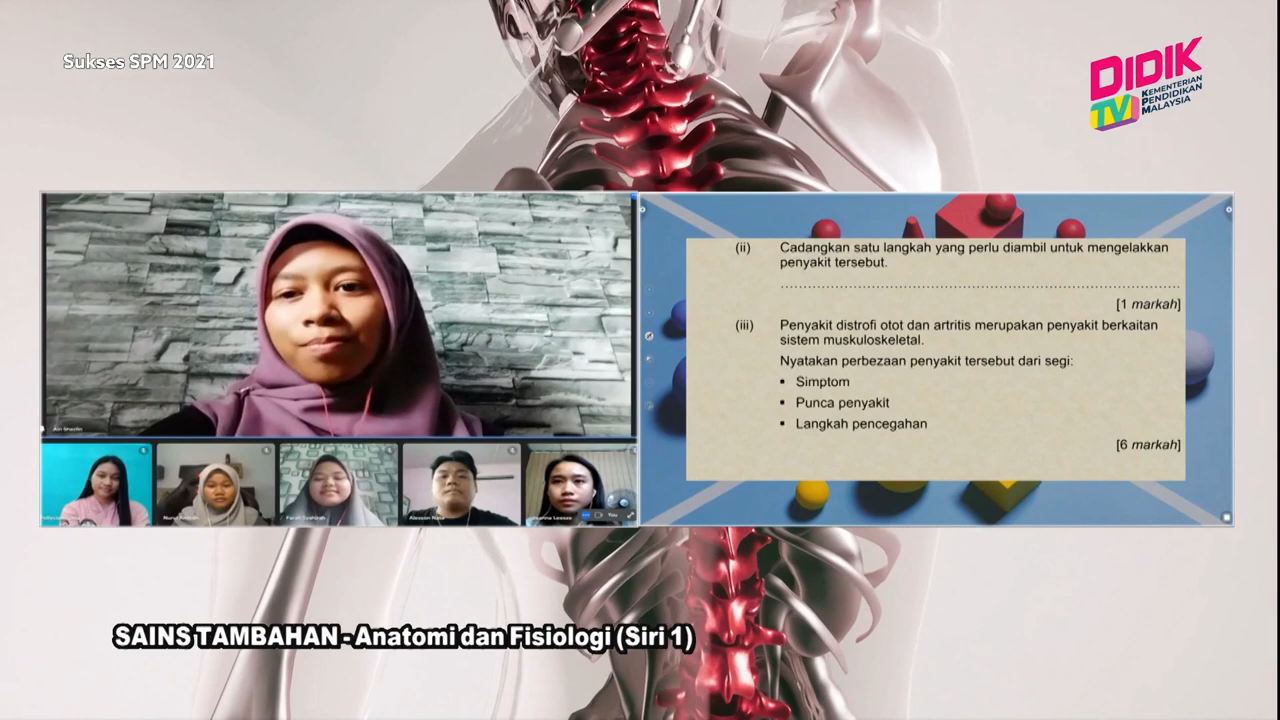 Sukses SPM 2021
DIDIK
TV
KEMENTERIAN
PENDIDIKAN
MALAYSIA
(ii) Cadangkan satu langkah yang perlu diambil untuk mengelakkan
penyakit tersebut.
[1 markah]
(iii) Penyakit distrofi otot dan artritis merupakan penyakit berkaitan
sistem muskuloskeletal.
Nyatakan perbezaan penyakit tersebut dari segi:
▪ Simptom
▪ Punca penyakit
▪ Langkah pencegahan
[6 markah]
You
SAINS TAMBAHAN - Anatomi dan Fisiologi (Siri 1)